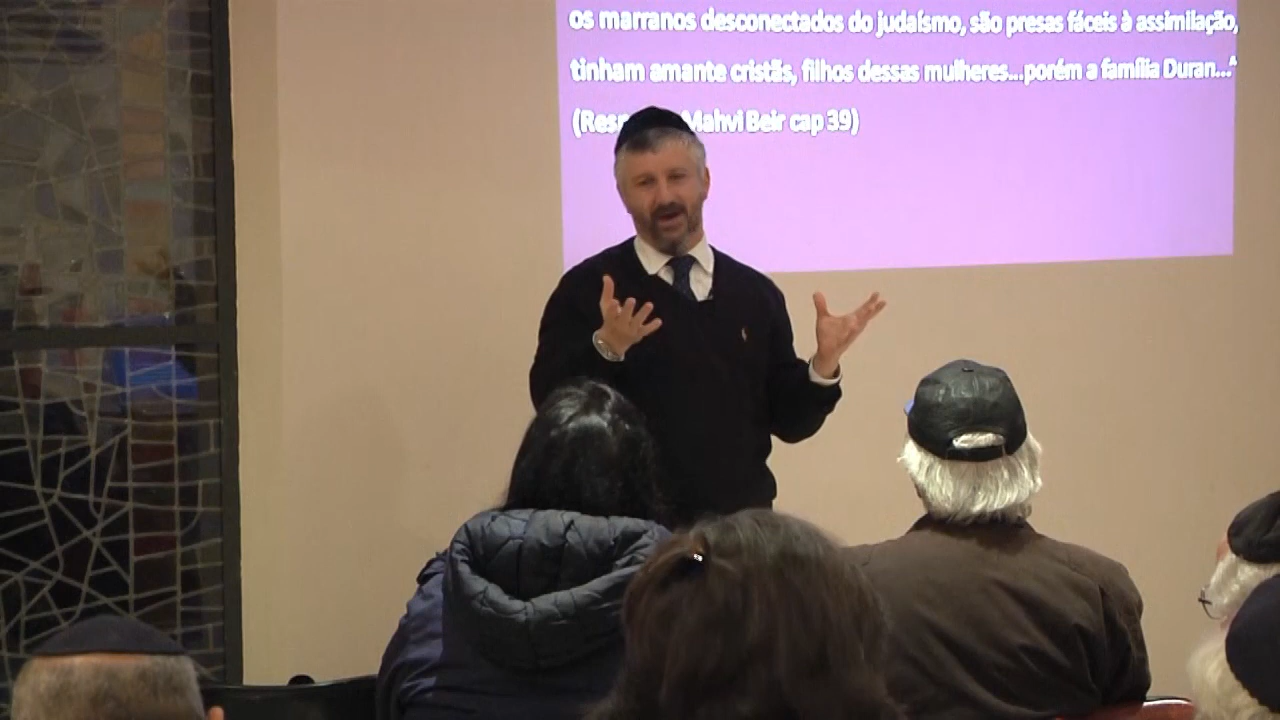 os marranos desconectados do judaísmo, são presas fáceis à assimilação,
tinham amante cristãs, filhos dessas mulheres...porém a família Duran..."
Mahvi Beir cap 39)